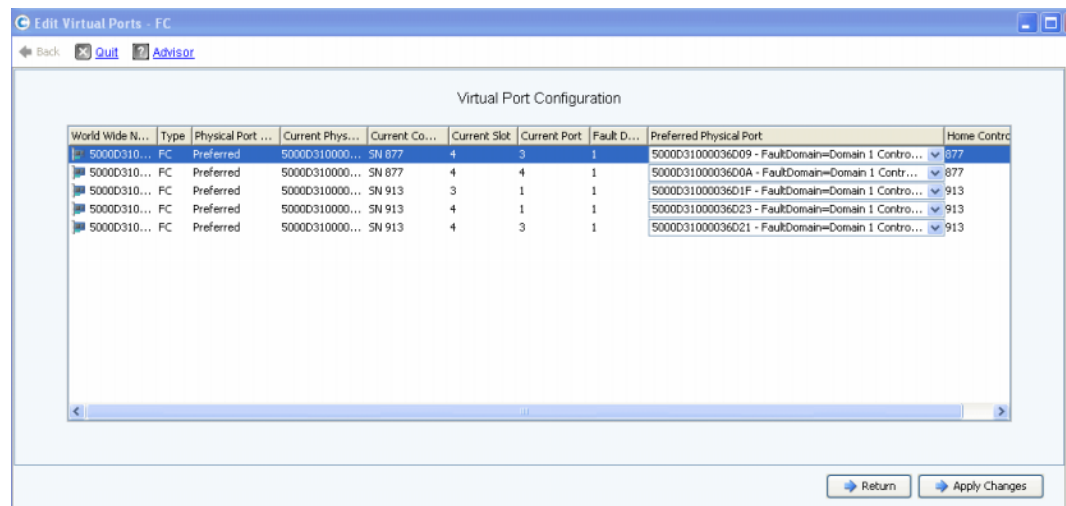 Edit Virtual Ports - FC
Back Quit ? Advisor
Virtual Port Configuration
World Wide N... Type Physical Port ... Current Phys... Current Co... Current Slot Current Port Fault D... Preferred Physical Port Home Contro
5000D310... FC Preferred 5000D310000... SN 877 4 3 1 5000D31000036D09 - FaultDomain=Domain 1 Contro... 877
5000D310... FC Preferred 5000D310000... SN 877 4 4 1 5000D31000036D0A - FaultDomain=Domain 1 Contr... 877
5000D310... FC Preferred 5000D310000... SN 913 3 1 1 5000D31000036D1F - FaultDomain=Domain 1 Contro... 913
5000D310... FC Preferred 5000D310000... SN 913 4 1 1 5000D31000036D23 - FaultDomain=Domain 1 Contro... 913
5000D310... FC Preferred 5000D310000... SN 913 4 3 1 5000D31000036D21 - FaultDomain=Domain 1 Contro... 913
Return Apply Changes